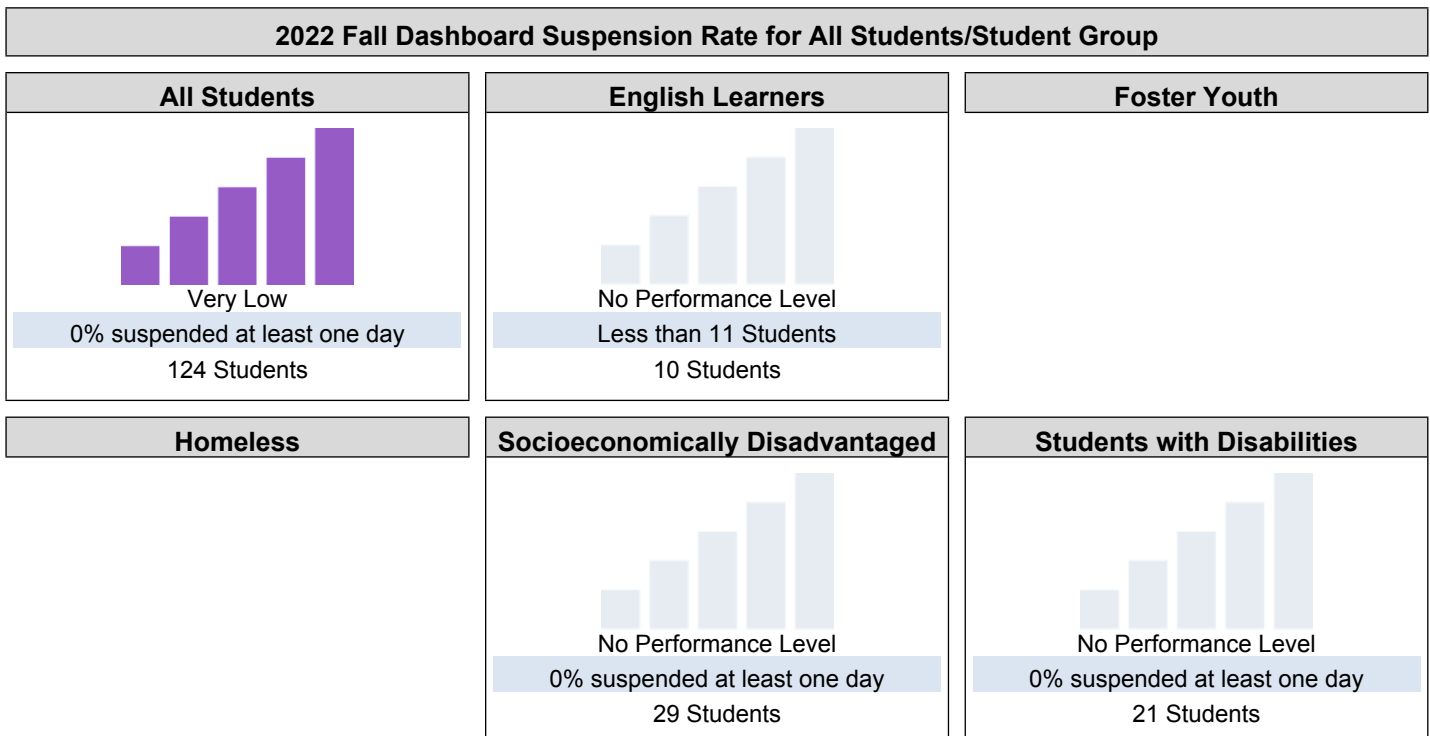 2022 Fall Dashboard Suspension Rate for All Students/Student Group
All Students
Very Low
0% suspended at least one day
124 Students
English Learners
No Performance Level
Less than 11 Students
10 Students
Foster Youth
Homeless
Socioeconomically Disadvantaged
No Performance Level
0% suspended at least one day
29 Students
Students with Disabilities
No Performance Level
0% suspended at least one day
21 Students